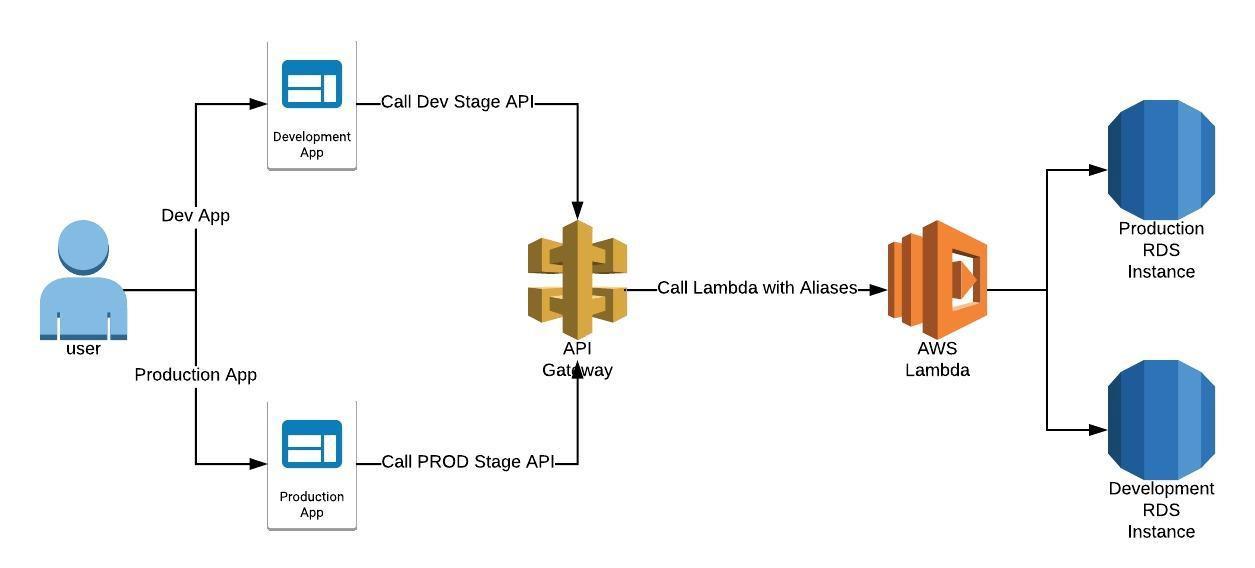 Development
App
Call Dev Stage API
Dev App
user
Production App
Production
App
Call PROD Stage API
API
Gateway
Call Lambda with Aliases
AWS
Lambda
Production
RDS
Instance
Development
RDS
Instance